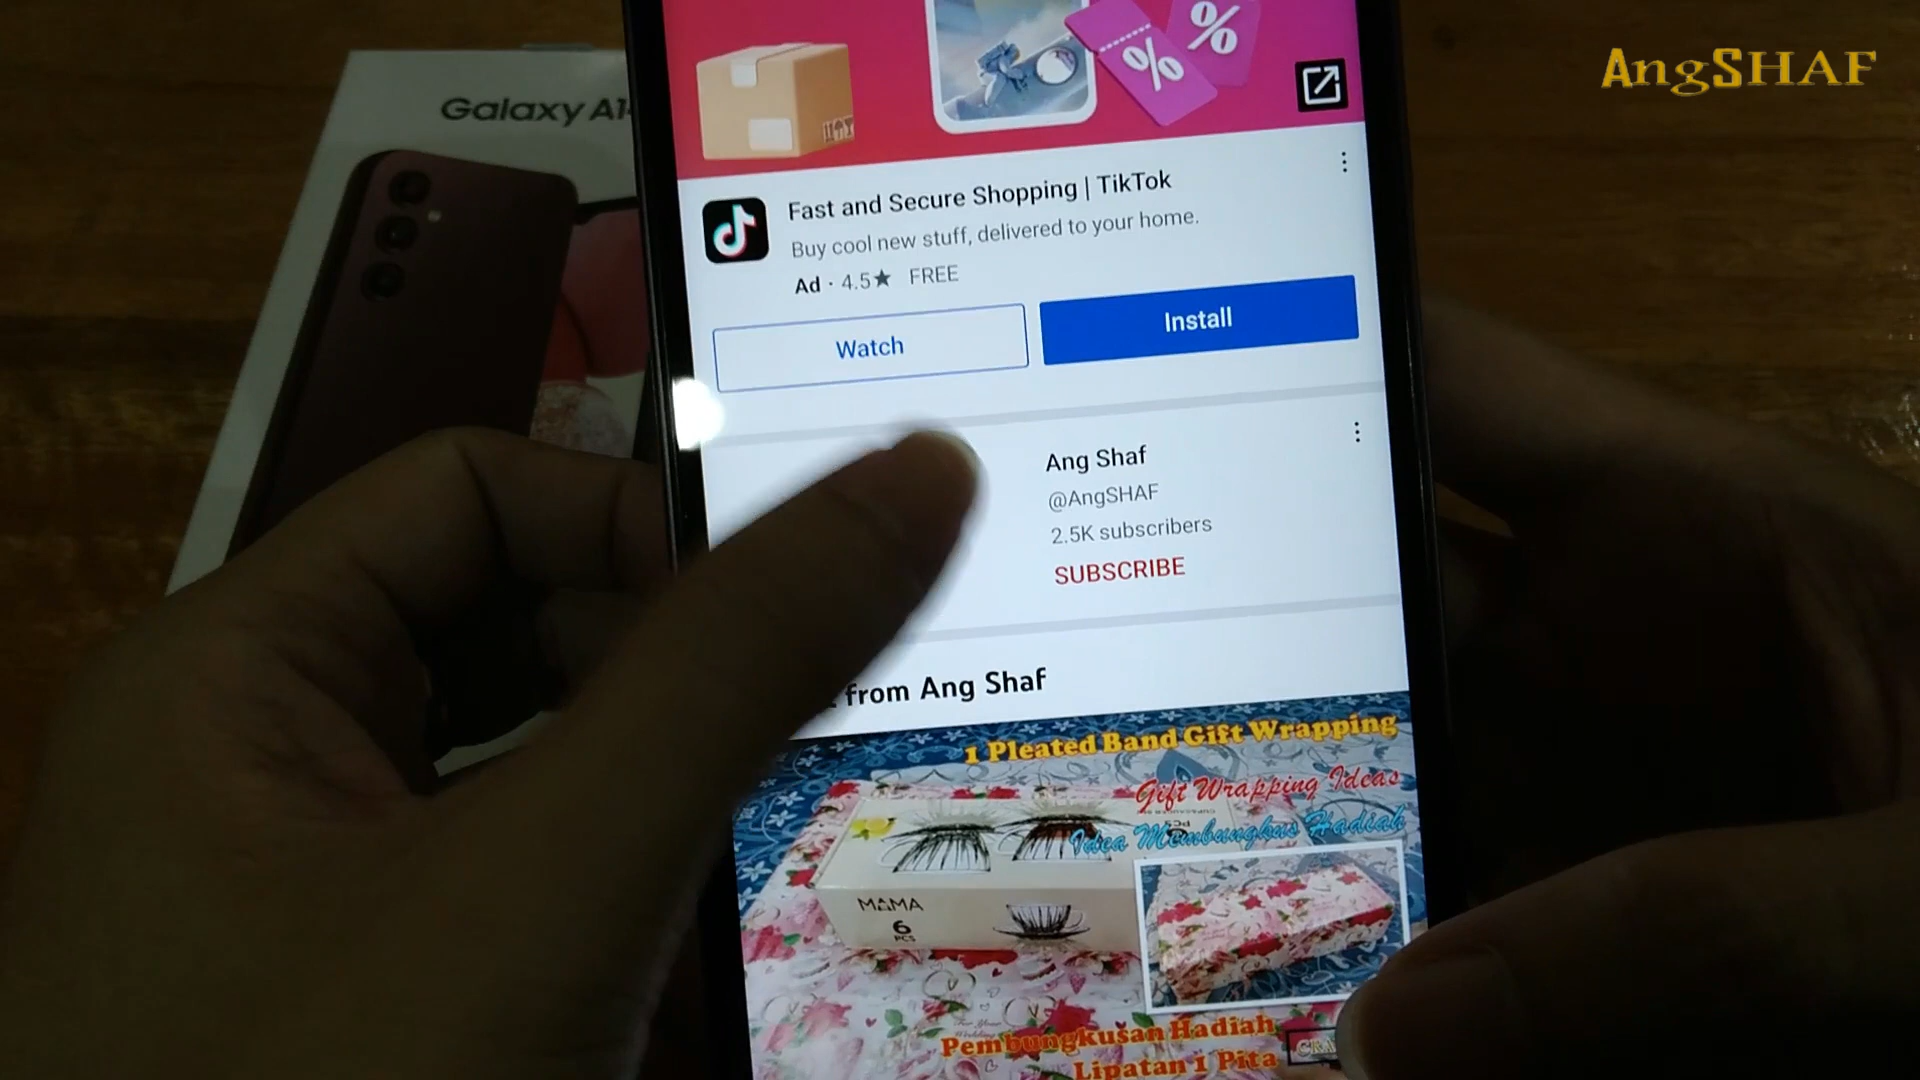 AngSHAF
Galaxy A1
% %
Fast and Secure Shopping | TikTok
Buy cool new stuff, delivered to your home.
Ad · 4.5★ FREE
Watch
Install
Ang Shaf
@AngSHAF
2.5K subscribers
SUBSCRIBE
from Ang Shaf
1 Pleated Band Gift Wrapping
Gift Wrapping Ideas
Idea Membungkus Hadiah
MAMA
6
PCS
Pembungkusan Hadiah
Lipatan 1 Pita